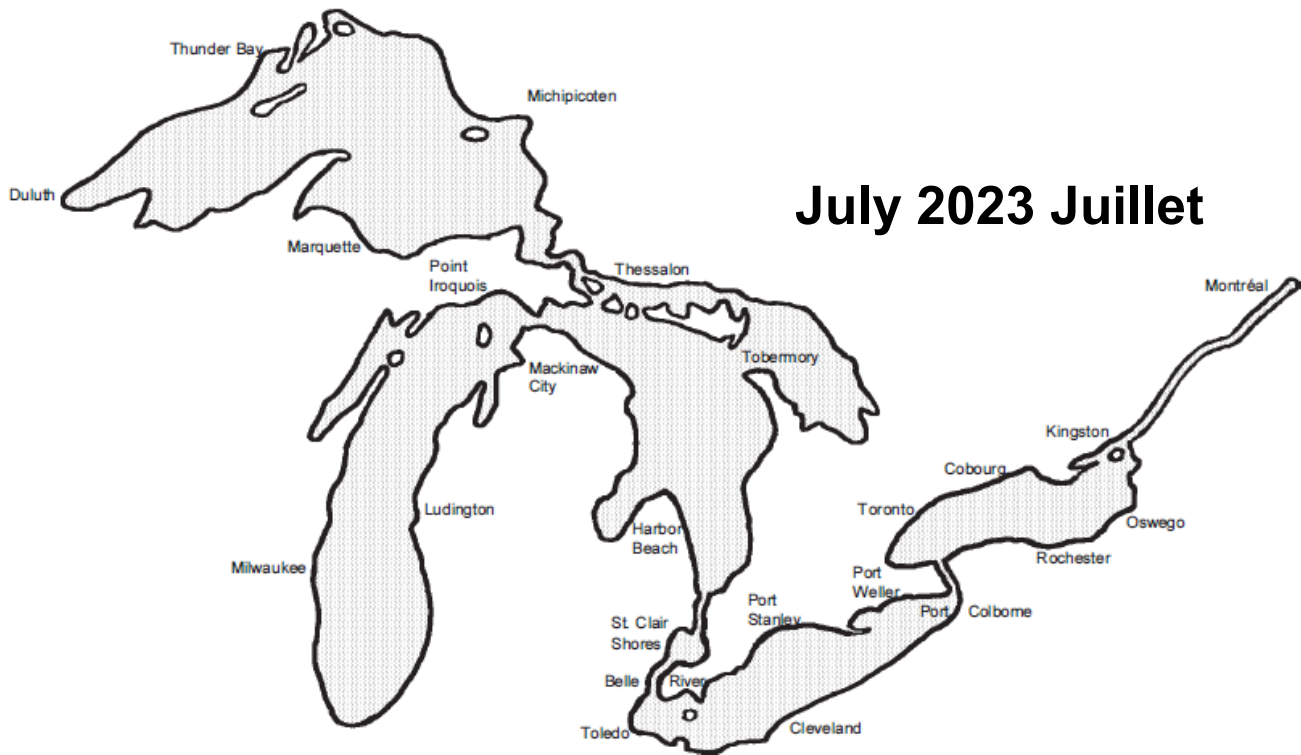 Thunder Bay
Michipicoten
Duluth
July 2023 Juillet
Marquette
Point
Iroquois
Thessalon
Montréal
Mackinaw
City
Tobermory
Kingston
Cobourg
Ludington
Toronto
Oswego
Harbor
Beach
Rochester
Milwaukee
Port
Weller
Port
Stanley
Port Colborne
St. Clair
Shores
Belle River
Toledo
Cleveland